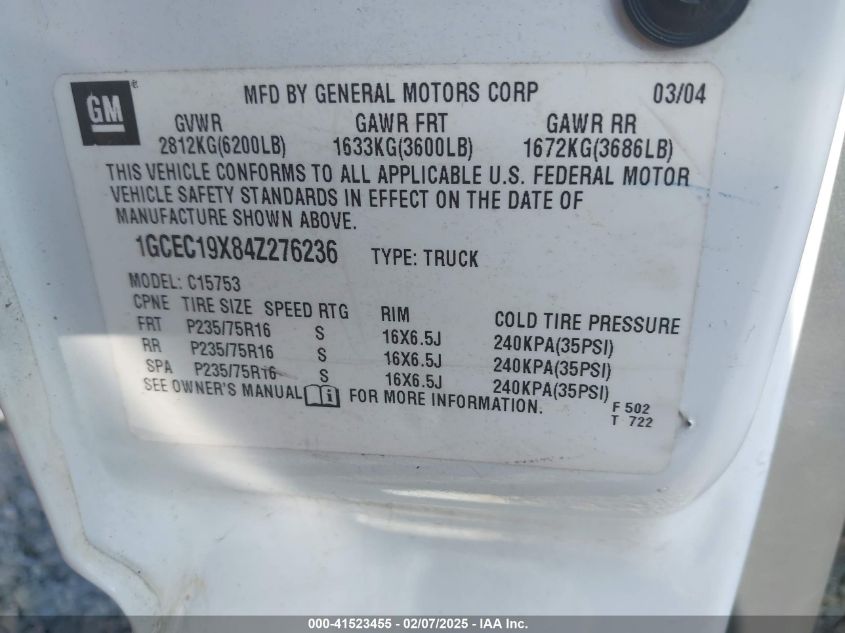 GM®
MFD BY GENERAL MOTORS CORP 03/04
GVWR GAWR FRT GAWR RR
2812KG(6200LB) 1633KG(3600LB) 1672KG(3686LB)
THIS VEHICLE CONFORMS TO ALL APPLICABLE U.S. FEDERAL MOTOR
VEHICLE SAFETY STANDARDS IN EFFECT ON THE DATE OF
MANUFACTURE SHOWN ABOVE.
1GCEC19X84Z276236 TYPE: TRUCK
MODEL: C15753
CPNE TIRE SIZE SPEED RTG RIM COLD TIRE PRESSURE
FRT P235/75R16 S 16X6.5J 240KPA(35PSI)
RR P235/75R16 S 16X6.5J 240KPA(35PSI)
SPA P235/75R16 S 16X6.5J 240KPA(35PSI)
SEE OWNER'S MANUAL FOR MORE INFORMATION.
F 502
T 722
000-41523455 - 02/07/2025 - IAA Inc.